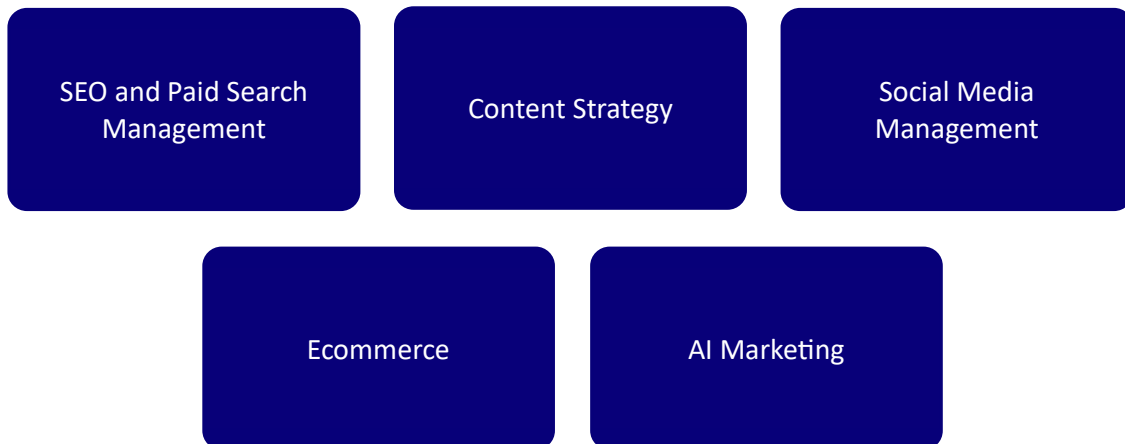 SEO and Paid Search
Management
Content Strategy
Social Media
Management
Ecommerce
AI Marketing